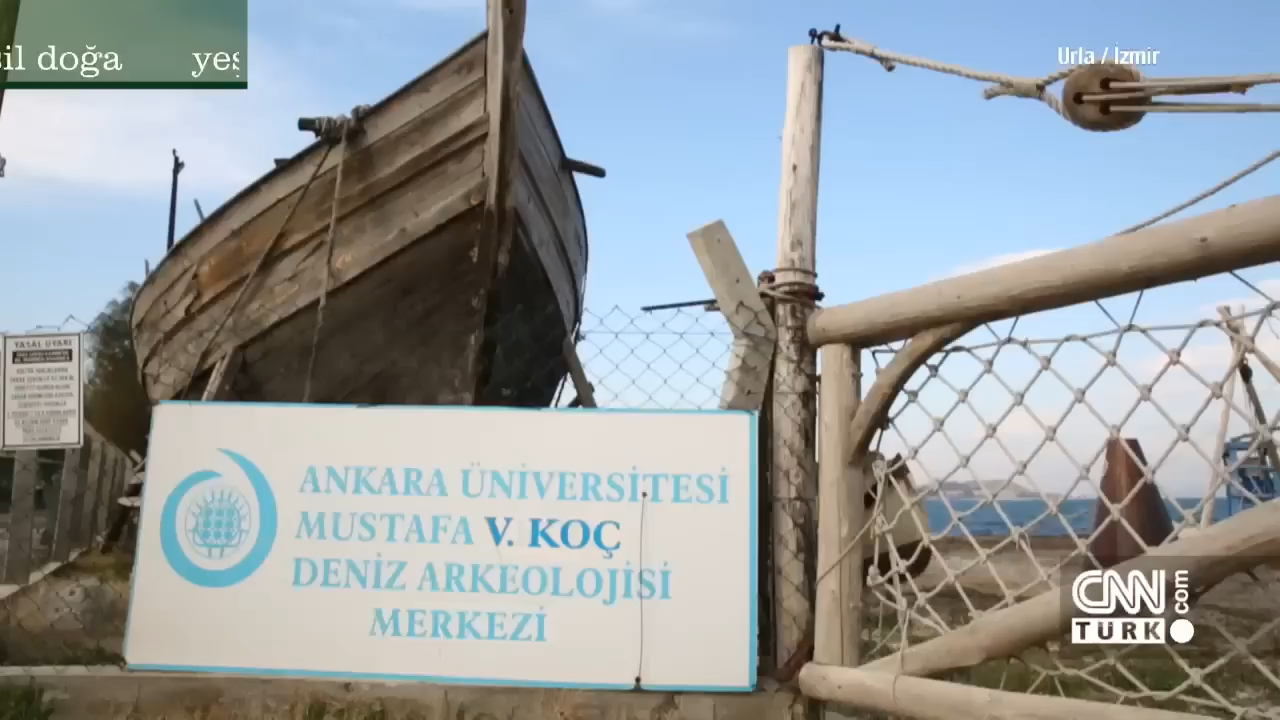 sil doğa yeş
Urla / İzmir
YASAL UYARI
ANKARA ÜNİVERSİTESİ
MUSTAFA V. KOÇ
DENİZ ARKEOLOJİSİ
MERKEZİ
CNN
TÜRK
.com